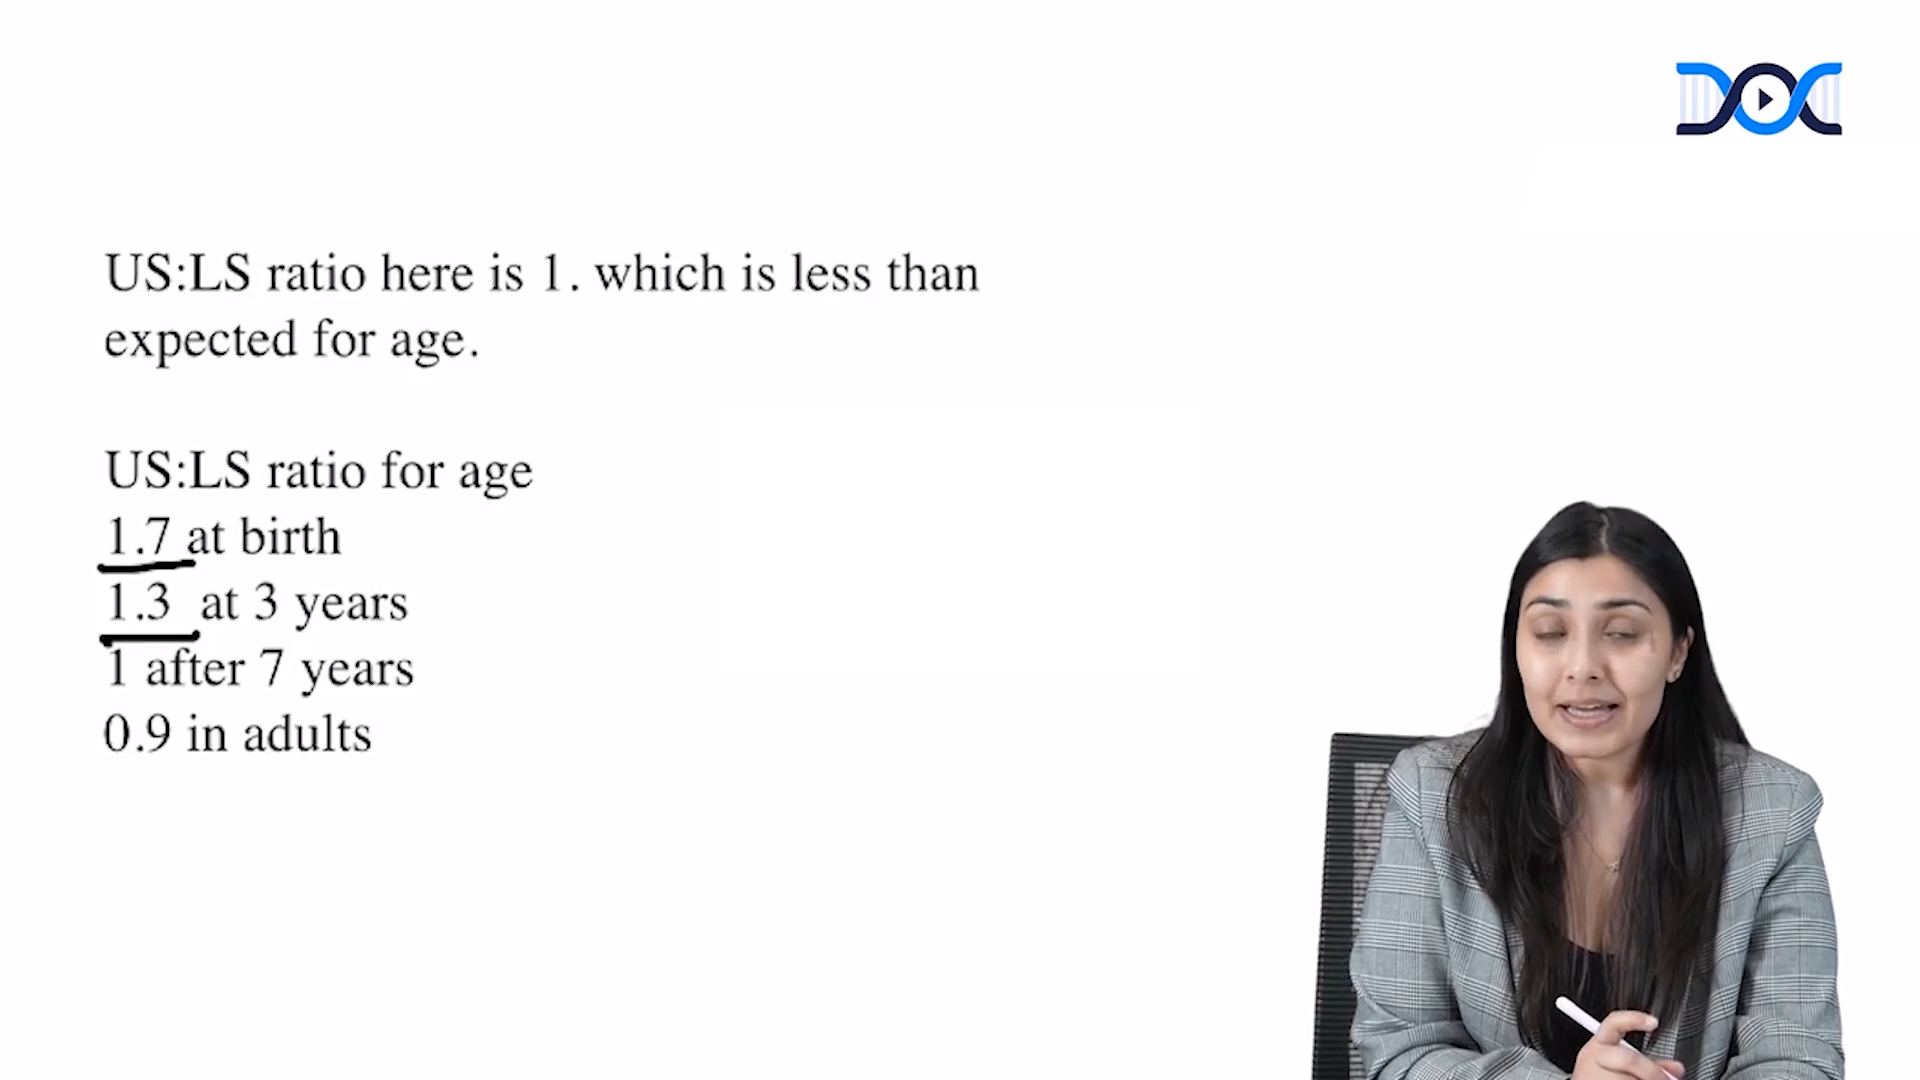 DOC
US:LS ratio here is 1. which is less than
expected for age.
US:LS ratio for age
1.7 at birth
1.3 at 3 years
1 after 7 years
0.9 in adults